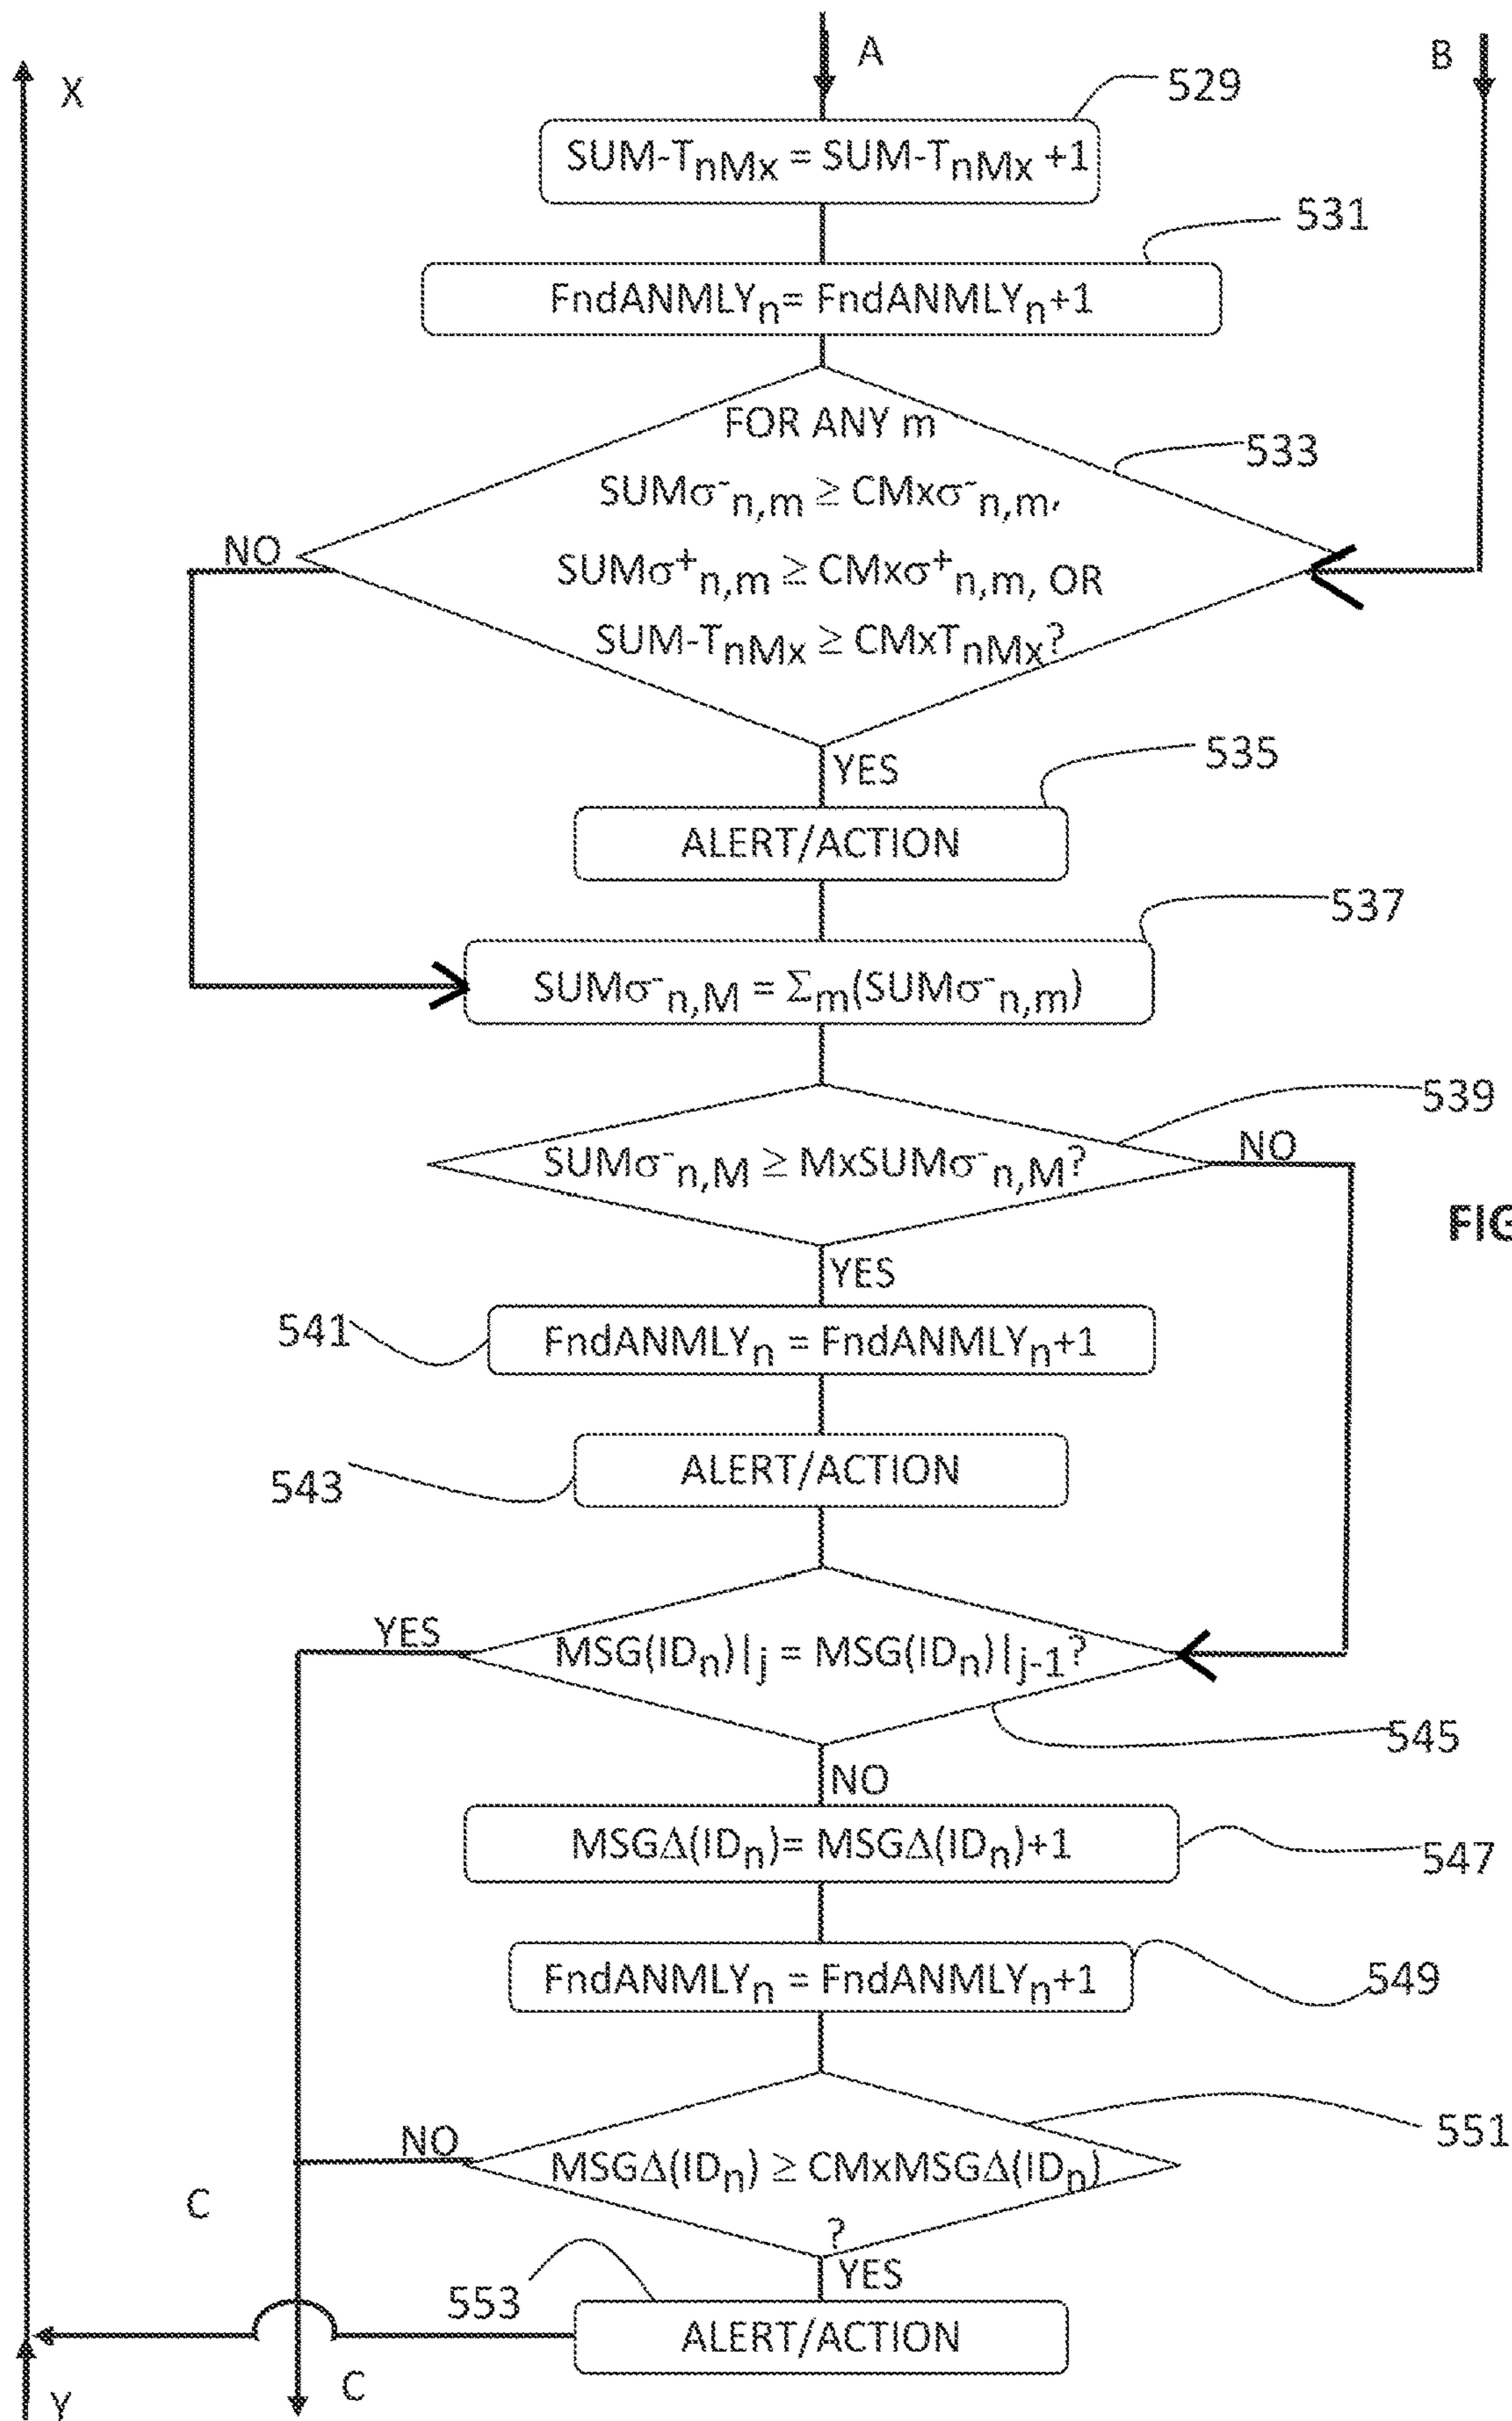 A
B
X
529
SUM-TnMx = SUM-TnMx +1
531
FndANMLYn= FndANMLYn+1
FOR ANY m
533
SUMσ⁻n,m ≥ CMxσ⁻n,m,
NO
SUMσ⁺n,m ≥ CMxσ⁺n,m, OR
SUM-TnMx ≥ CMxTnMx?
YES
535
ALERT/ACTION
537
SUMσ⁻n,M = Σm(SUMσ⁻n,m)
539
SUMσ⁻n,M ≥ MxSUMσ⁻n,M?
NO
FIG
YES
541
FndANMLYn = FndANMLYn+1
543
ALERT/ACTION
YES
MSG(IDn)|j = MSG(IDn)|j-1?
545
NO
MSGΔ(IDn)= MSGΔ(IDn)+1
547
FndANMLYn = FndANMLYn+1
549
551
NO
MSGΔ(IDn) ≥ CMxMSGΔ(IDn)
C
?
YES
553
ALERT/ACTION
C
Y